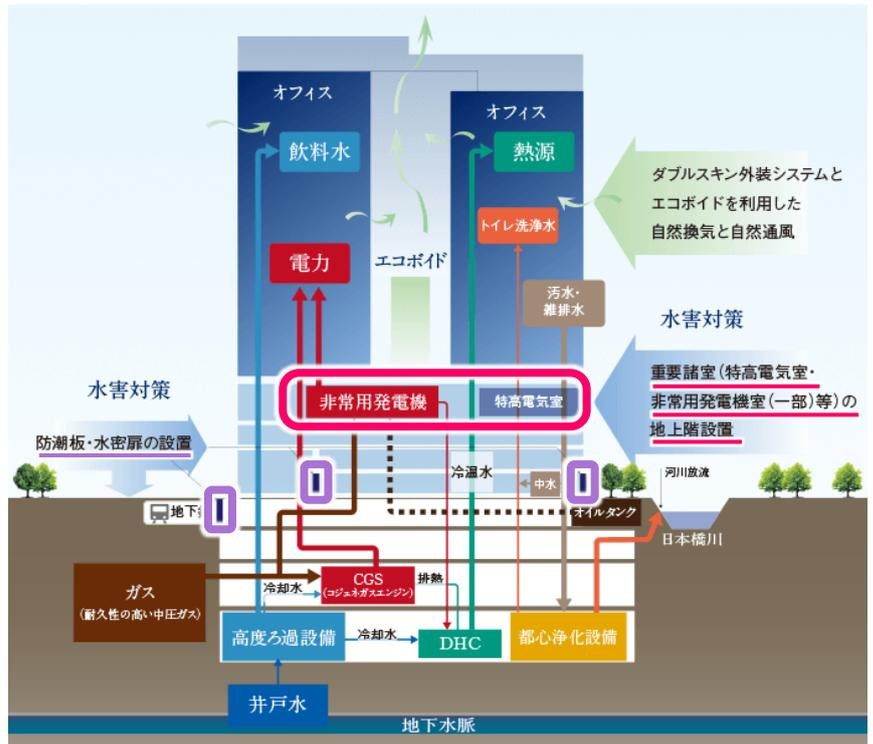 オフィス
オフィス
飲料水
熱源
ダブルスキン外装システムと
エコボイドを利用した
自然換気と自然通風
トイレ洗浄水
電力
エコボイド
汚水・
雑排水
水害対策
重要諸室(特高電気室・
非常用発電機室(一部)等)の
地上階設置
水害対策
防潮板・水密扉の設置
非常用発電機
特高電気室
冷温水
中水
河川放流
地下
オイルタンク
日本橋川
ガス
(耐久性の高い中圧ガス)
冷却水
CGS
(コジェネガスエンジン)
排熱
高度ろ過設備
冷却水
DHC
都心浄化設備
井戸水
地下水脈